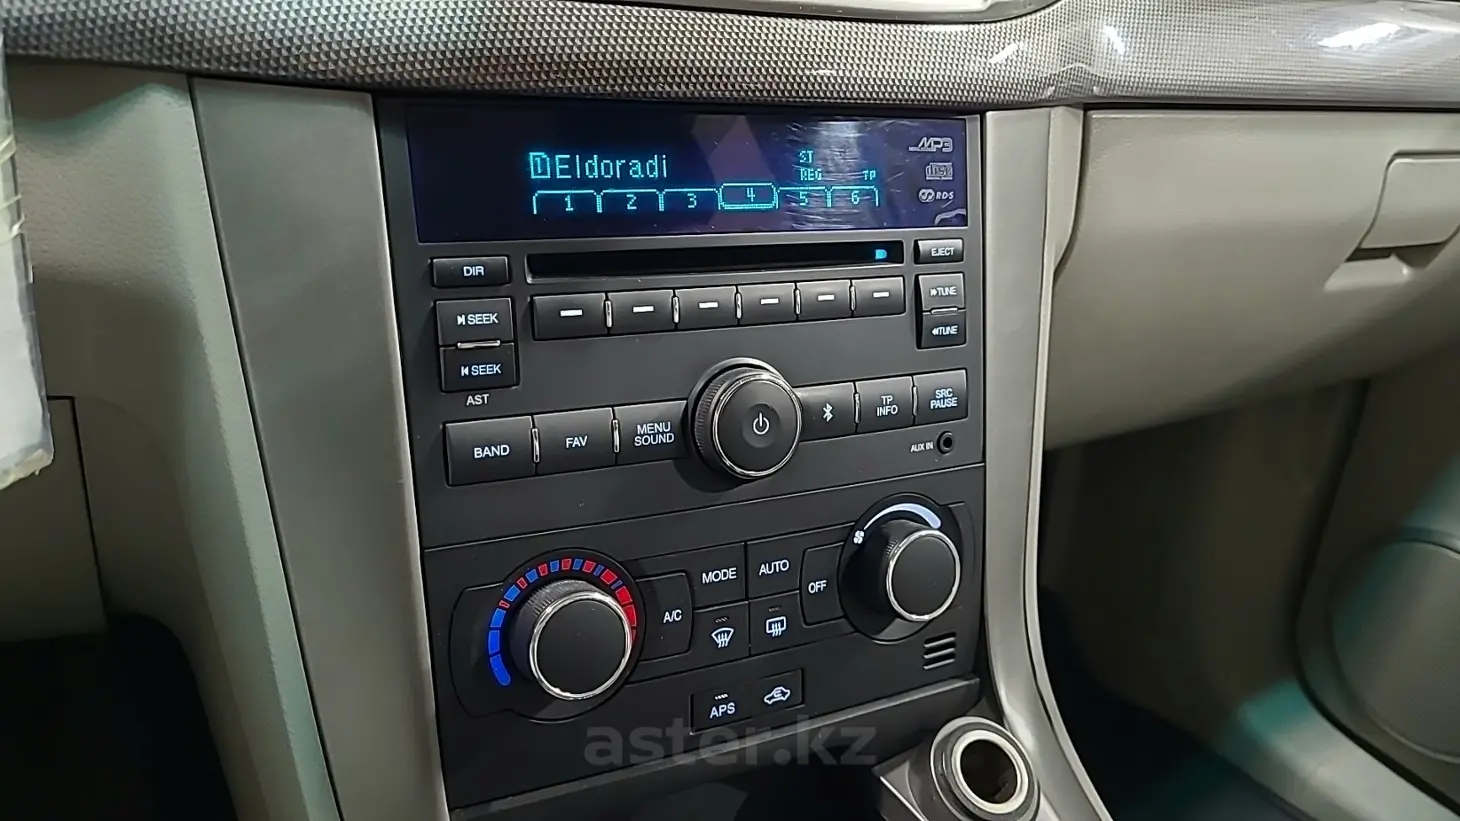 Eldoradi
ST
REG TP
1 2 3 4 5 6
MP3
disc
RDS
DIR
EJECT
SEEK
SEEK
AST
TUNE
TUNE
BAND
FAV
MENU
SOUND
TP
INFO
SRC
PAUSE
AUX IN
A/C
MODE
AUTO
OFF
APS
aster.kz